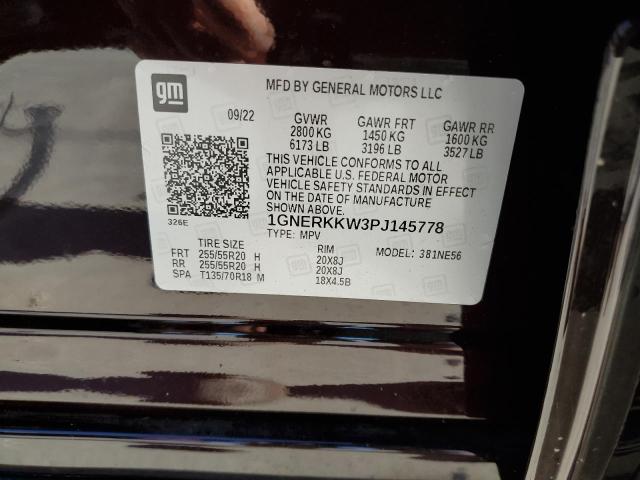 gm
MFD BY GENERAL MOTORS LLC
09/22 GVWR GAWR FRT GAWR RR
2800 KG 1450 KG 1600 KG
6173 LB 3196 LB 3527 LB
THIS VEHICLE CONFORMS TO ALL
APPLICABLE U.S. FEDERAL MOTOR
VEHICLE SAFETY STANDARDS IN EFFECT
ON THE DATE OF MANUFACTURE
SHOWN ABOVE.
326E 1GNERKKW3PJ145778
TYPE: MPV
TIRE SIZE RIM MODEL: 381NE56
FRT 255/55R20 H 20X8J
RR 255/55R20 H 20X8J
SPA T135/70R18 M 18X4.5B